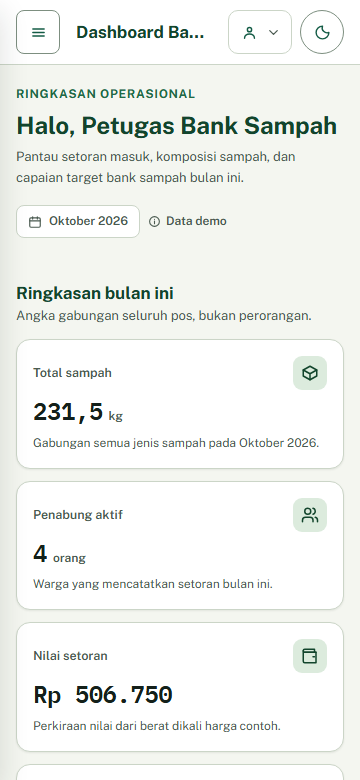 Dashboard Ba...
RINGKASAN OPERASIONAL
Halo, Petugas Bank Sampah
Pantau setoran masuk, komposisi sampah, dan
capaian target bank sampah bulan ini.
Oktober 2026
Data demo
Ringkasan bulan ini
Angka gabungan seluruh pos, bukan perorangan.
Total sampah
231,5 kg
Gabungan semua jenis sampah pada Oktober 2026.
Penabung aktif
4 orang
Warga yang mencatatkan setoran bulan ini.
Nilai setoran
Rp 506.750
Perkiraan nilai dari berat dikali harga contoh.